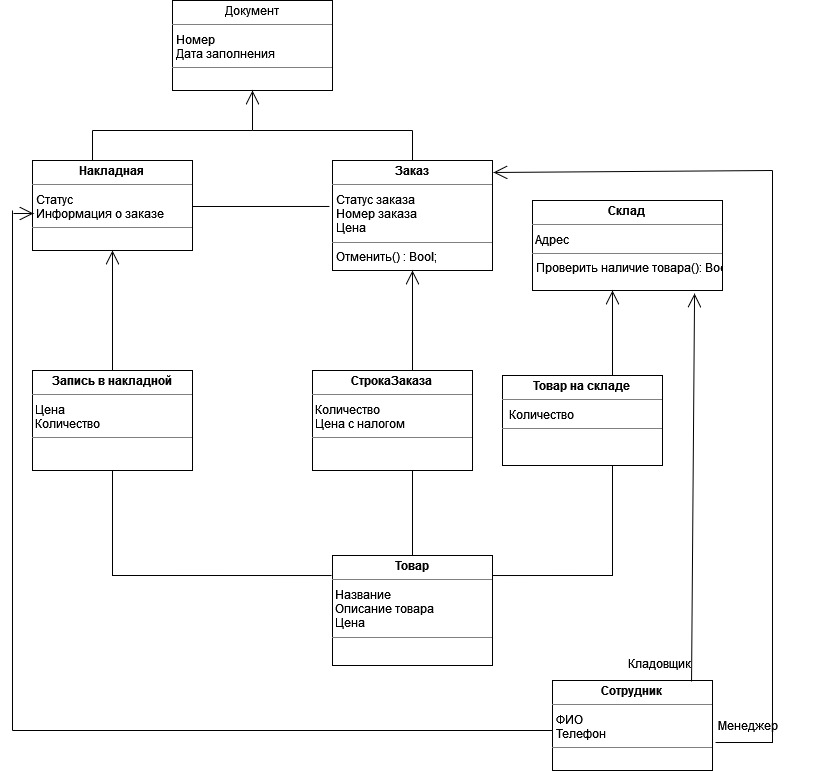 Документ
Номер
Дата заполнения
Накладная
Статус
Информация о заказе
Заказ
Статус заказа
Номер заказа
Цена
Отменить() : Bool;
Склад
Адрес
Проверить наличие товара(): Boo
Запись в накладной
Цена
Количество
СтрокаЗаказа
Количество
Цена с налогом
Товар на складе
Количество
Товар
Название
Описание товара
Цена
Кладовщик
Сотрудник
ФИО
Телефон
Менеджер